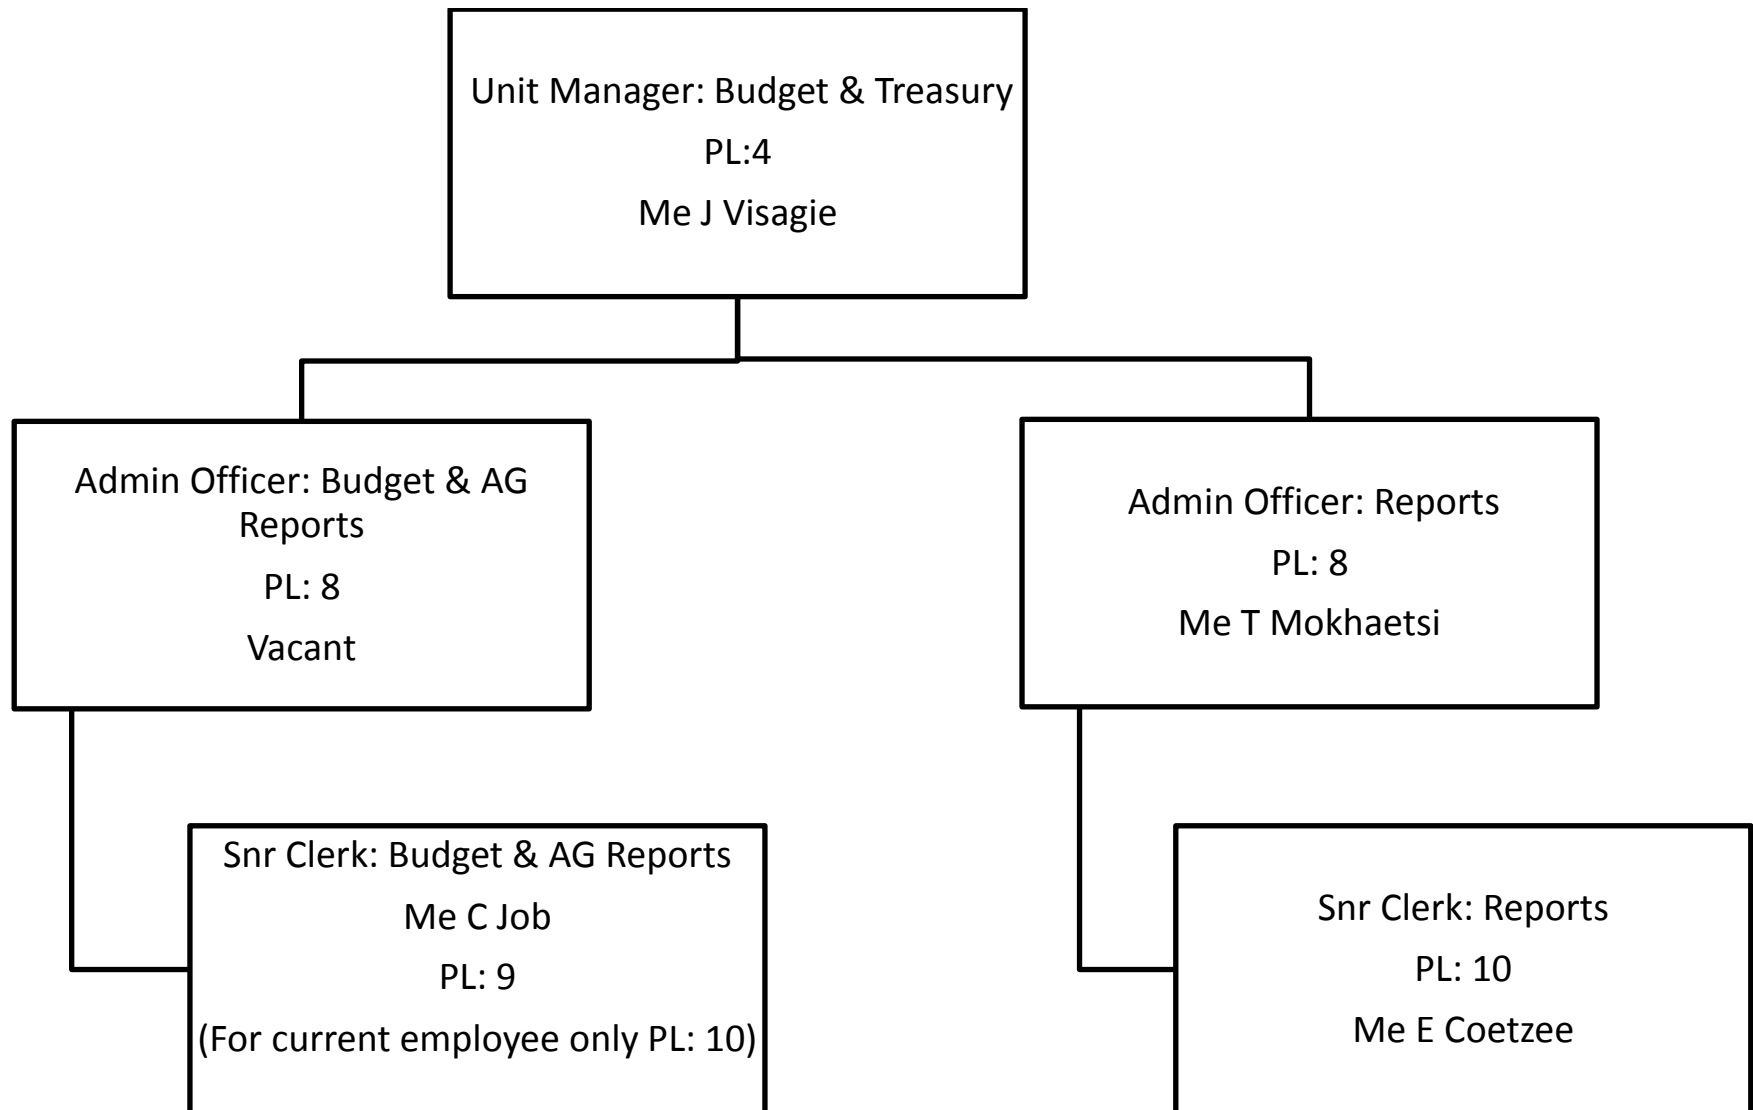 Unit Manager: Budget & Treasury
PL:4
Me J Visagie
Admin Officer: Budget & AG
Reports
PL: 8
Vacant
Admin Officer: Reports
PL: 8
Me T Mokhaetsi
Snr Clerk: Budget & AG Reports
Me C Job
PL: 9
(For current employee only PL: 10)
Snr Clerk: Reports
PL: 10
Me E Coetzee